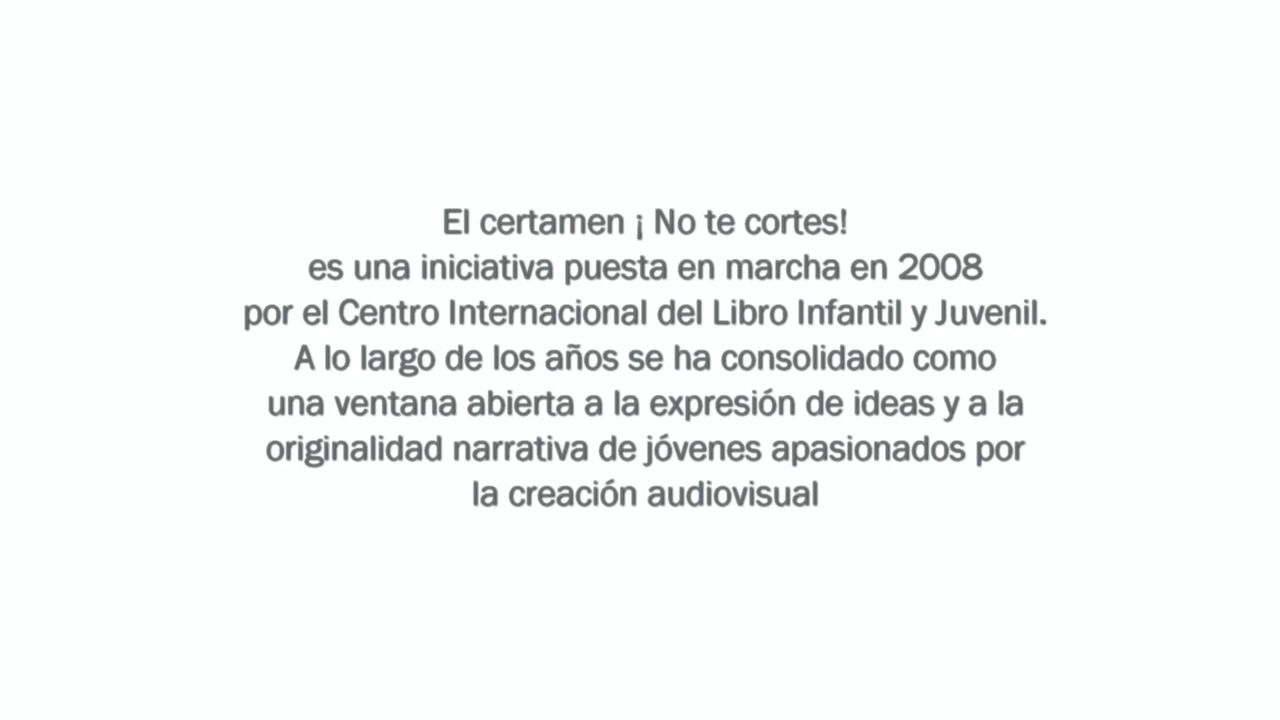 El certamen ¡ No te cortes!
es una iniciativa puesta en marcha en 2008
por el Centro Internacional del Libro Infantil y Juvenil.
A lo largo de los años se ha consolidado como
una ventana abierta a la expresión de ideas y a la
originalidad narrativa de jóvenes apasionados por
la creación audiovisual